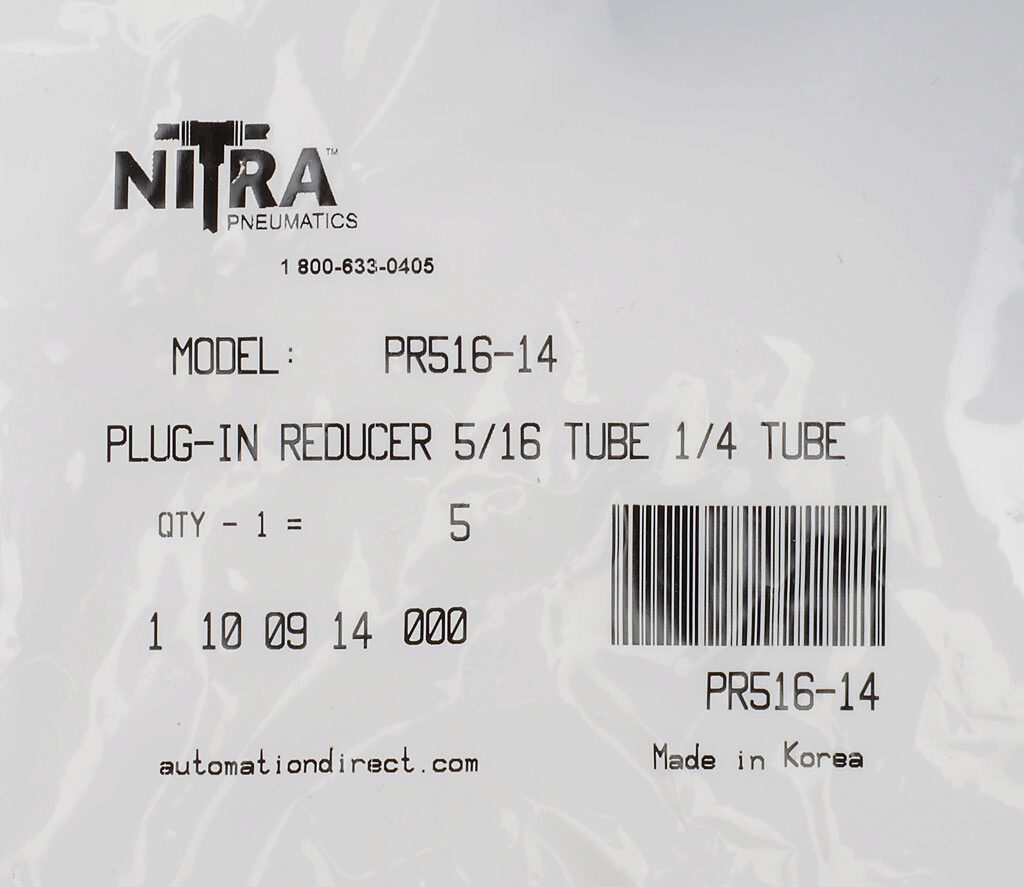 NITRA™
PNEUMATICS
1 800-633-0405
MODEL: PR516-14
PLUG-IN REDUCER 5/16 TUBE 1/4 TUBE
QTY - 1 = 5
1 10 09 14 000
PR516-14
automationdirect.com
Made in Korea